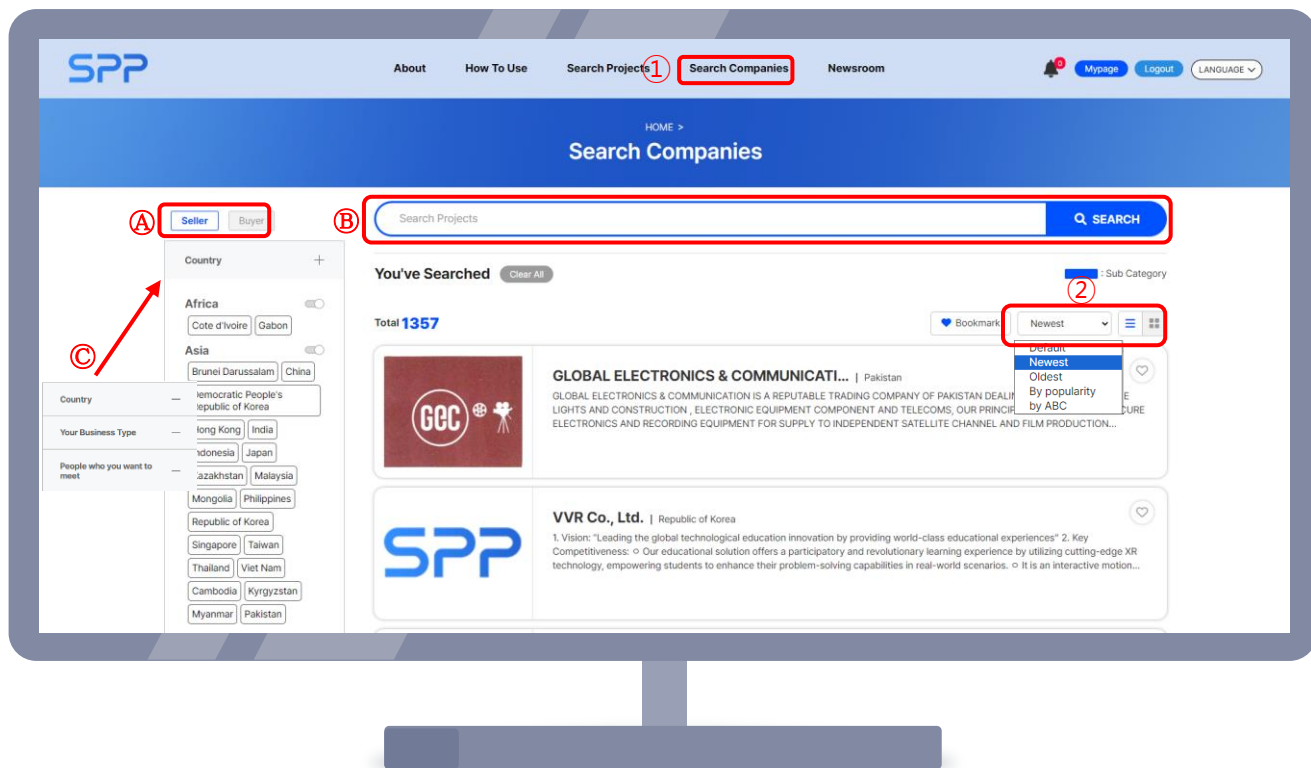 SPP
About How To Use Search Projects ① Search Companies Newsroom
0 Mypage Logout LANGUAGE
HOME >
Search Companies
Ⓐ Seller Buyer
Ⓑ Search Projects SEARCH
Country +
Africa
Cote d'Ivoire Gabon
Asia
Brunei Darussalam China
Democratic People's
Republic of Korea
Hong Kong India
Indonesia Japan
Kazakhstan Malaysia
Mongolia Philippines
Republic of Korea
Singapore Taiwan
Thailand Viet Nam
Cambodia Kyrgyzstan
Myanmar Pakistan
Ⓒ
Country —
Your Business Type —
People who you want to
meet —
You've Searched Clear All
: Sub Category
②
Total 1357
Bookmark Newest
Default
Newest
Oldest
By popularity
by ABC
GEC
GLOBAL ELECTRONICS & COMMUNICATI... | Pakistan
GLOBAL ELECTRONICS & COMMUNICATION IS A REPUTABLE TRADING COMPANY OF PAKISTAN DEALI
LIGHTS AND CONSTRUCTION , ELECTRONIC EQUIPMENT COMPONENT AND TELECOMS, OUR PRINCIP CURE
ELECTRONICS AND RECORDING EQUIPMENT FOR SUPPLY TO INDEPENDENT SATELLITE CHANNEL AND FILM PRODUCTION...
SPP
VVR Co., Ltd. | Republic of Korea
1. Vision: "Leading the global technological education innovation by providing world-class educational experiences" 2. Key
Competitiveness: ○ Our educational solution offers a participatory and revolutionary learning experience by utilizing cutting-edge XR
technology, empowering students to enhance their problem-solving capabilities in real-world scenarios. ○ It is an interactive motion...